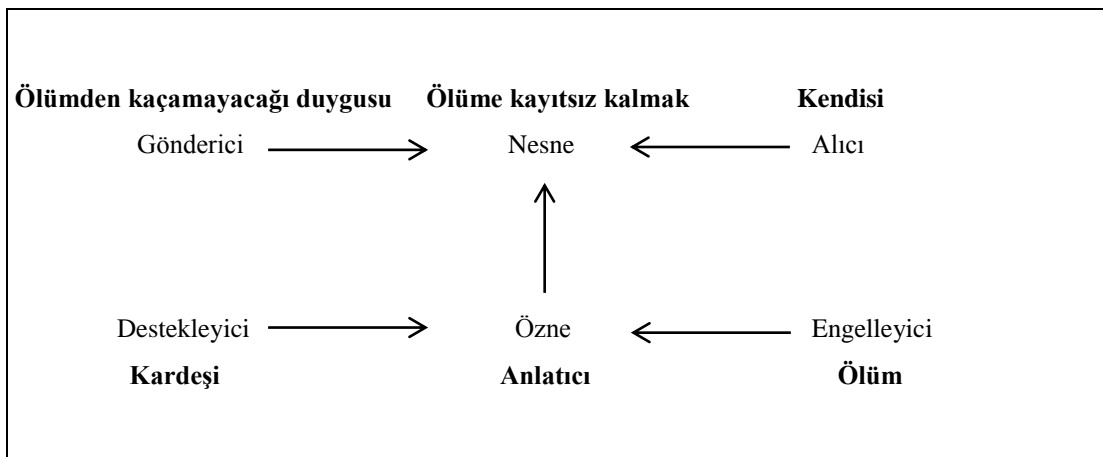 Ölümden kaçamayacağı duygusu Ölüme kayıtsız kalmak Kendisi
Gönderici Nesne Alıcı
Destekleyici Özne Engelleyici
Kardeşi Anlatıcı Ölüm